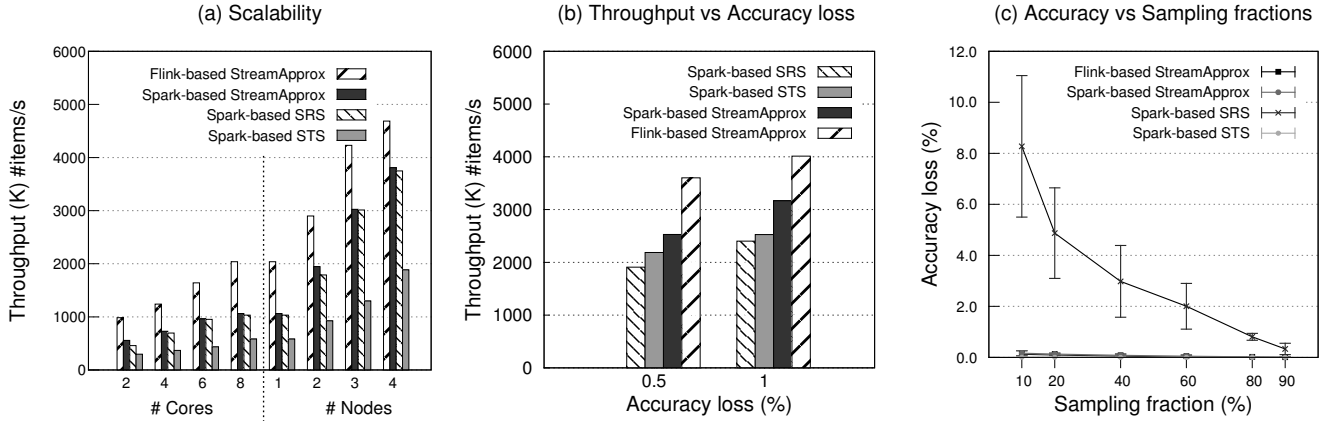 (a) Scalability
Throughput (K) #items/s
6000
5000
4000
3000
2000
1000
0
Flink-based StreamApprox
Spark-based StreamApprox
Spark-based SRS
Spark-based STS
2 4 6 8 1 2 3 4
# Cores # Nodes
(b) Throughput vs Accuracy loss
Throughput (K) #items/s
6000
5000
4000
3000
2000
1000
0
Spark-based SRS
Spark-based STS
Spark-based StreamApprox
Flink-based StreamApprox
0.5 1
Accuracy loss (%)
(c) Accuracy vs Sampling fractions
Accuracy loss (%)
12.0
10.0
8.0
6.0
4.0
2.0
0.0
Flink-based StreamApprox
Spark-based StreamApprox
Spark-based SRS
Spark-based STS
10 20 40 60 80 90
Sampling fraction (%)